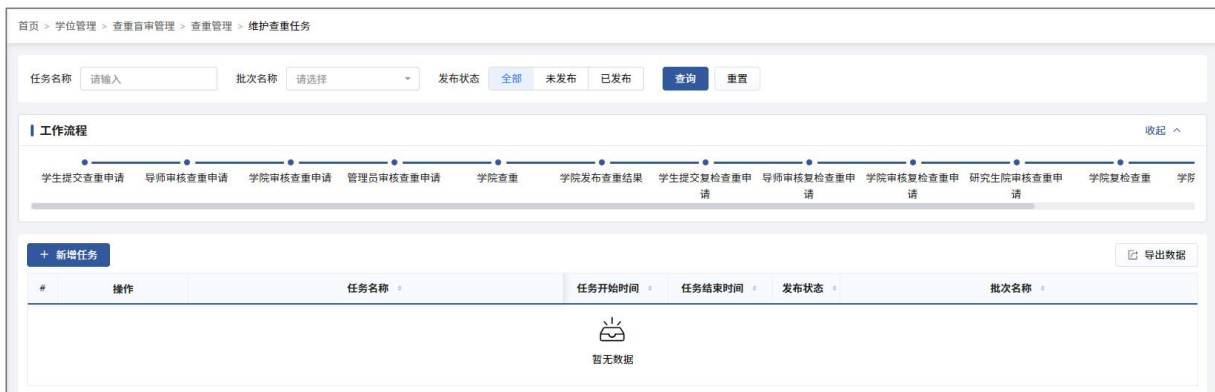 首页 > 学位管理 > 查重盲审管理 > 查重管理 > 维护查重任务
任务名称 请输入 批次名称 请选择 发布状态 全部 未发布 已发布 查询 重置
工作流程 收起
学生提交查重申请 导师审核查重申请 学院审核查重申请 管理员审核查重申请 学院查重 学院发布查重结果 学生提交复检查重申 导师审核复检查重申 学院审核复检查重申 研究生院审核查重申 学院复检查重 学院
请 请 请 请
+ 新增任务 导出数据
# 操作 任务名称 任务开始时间 任务结束时间 发布状态 批次名称
暂无数据